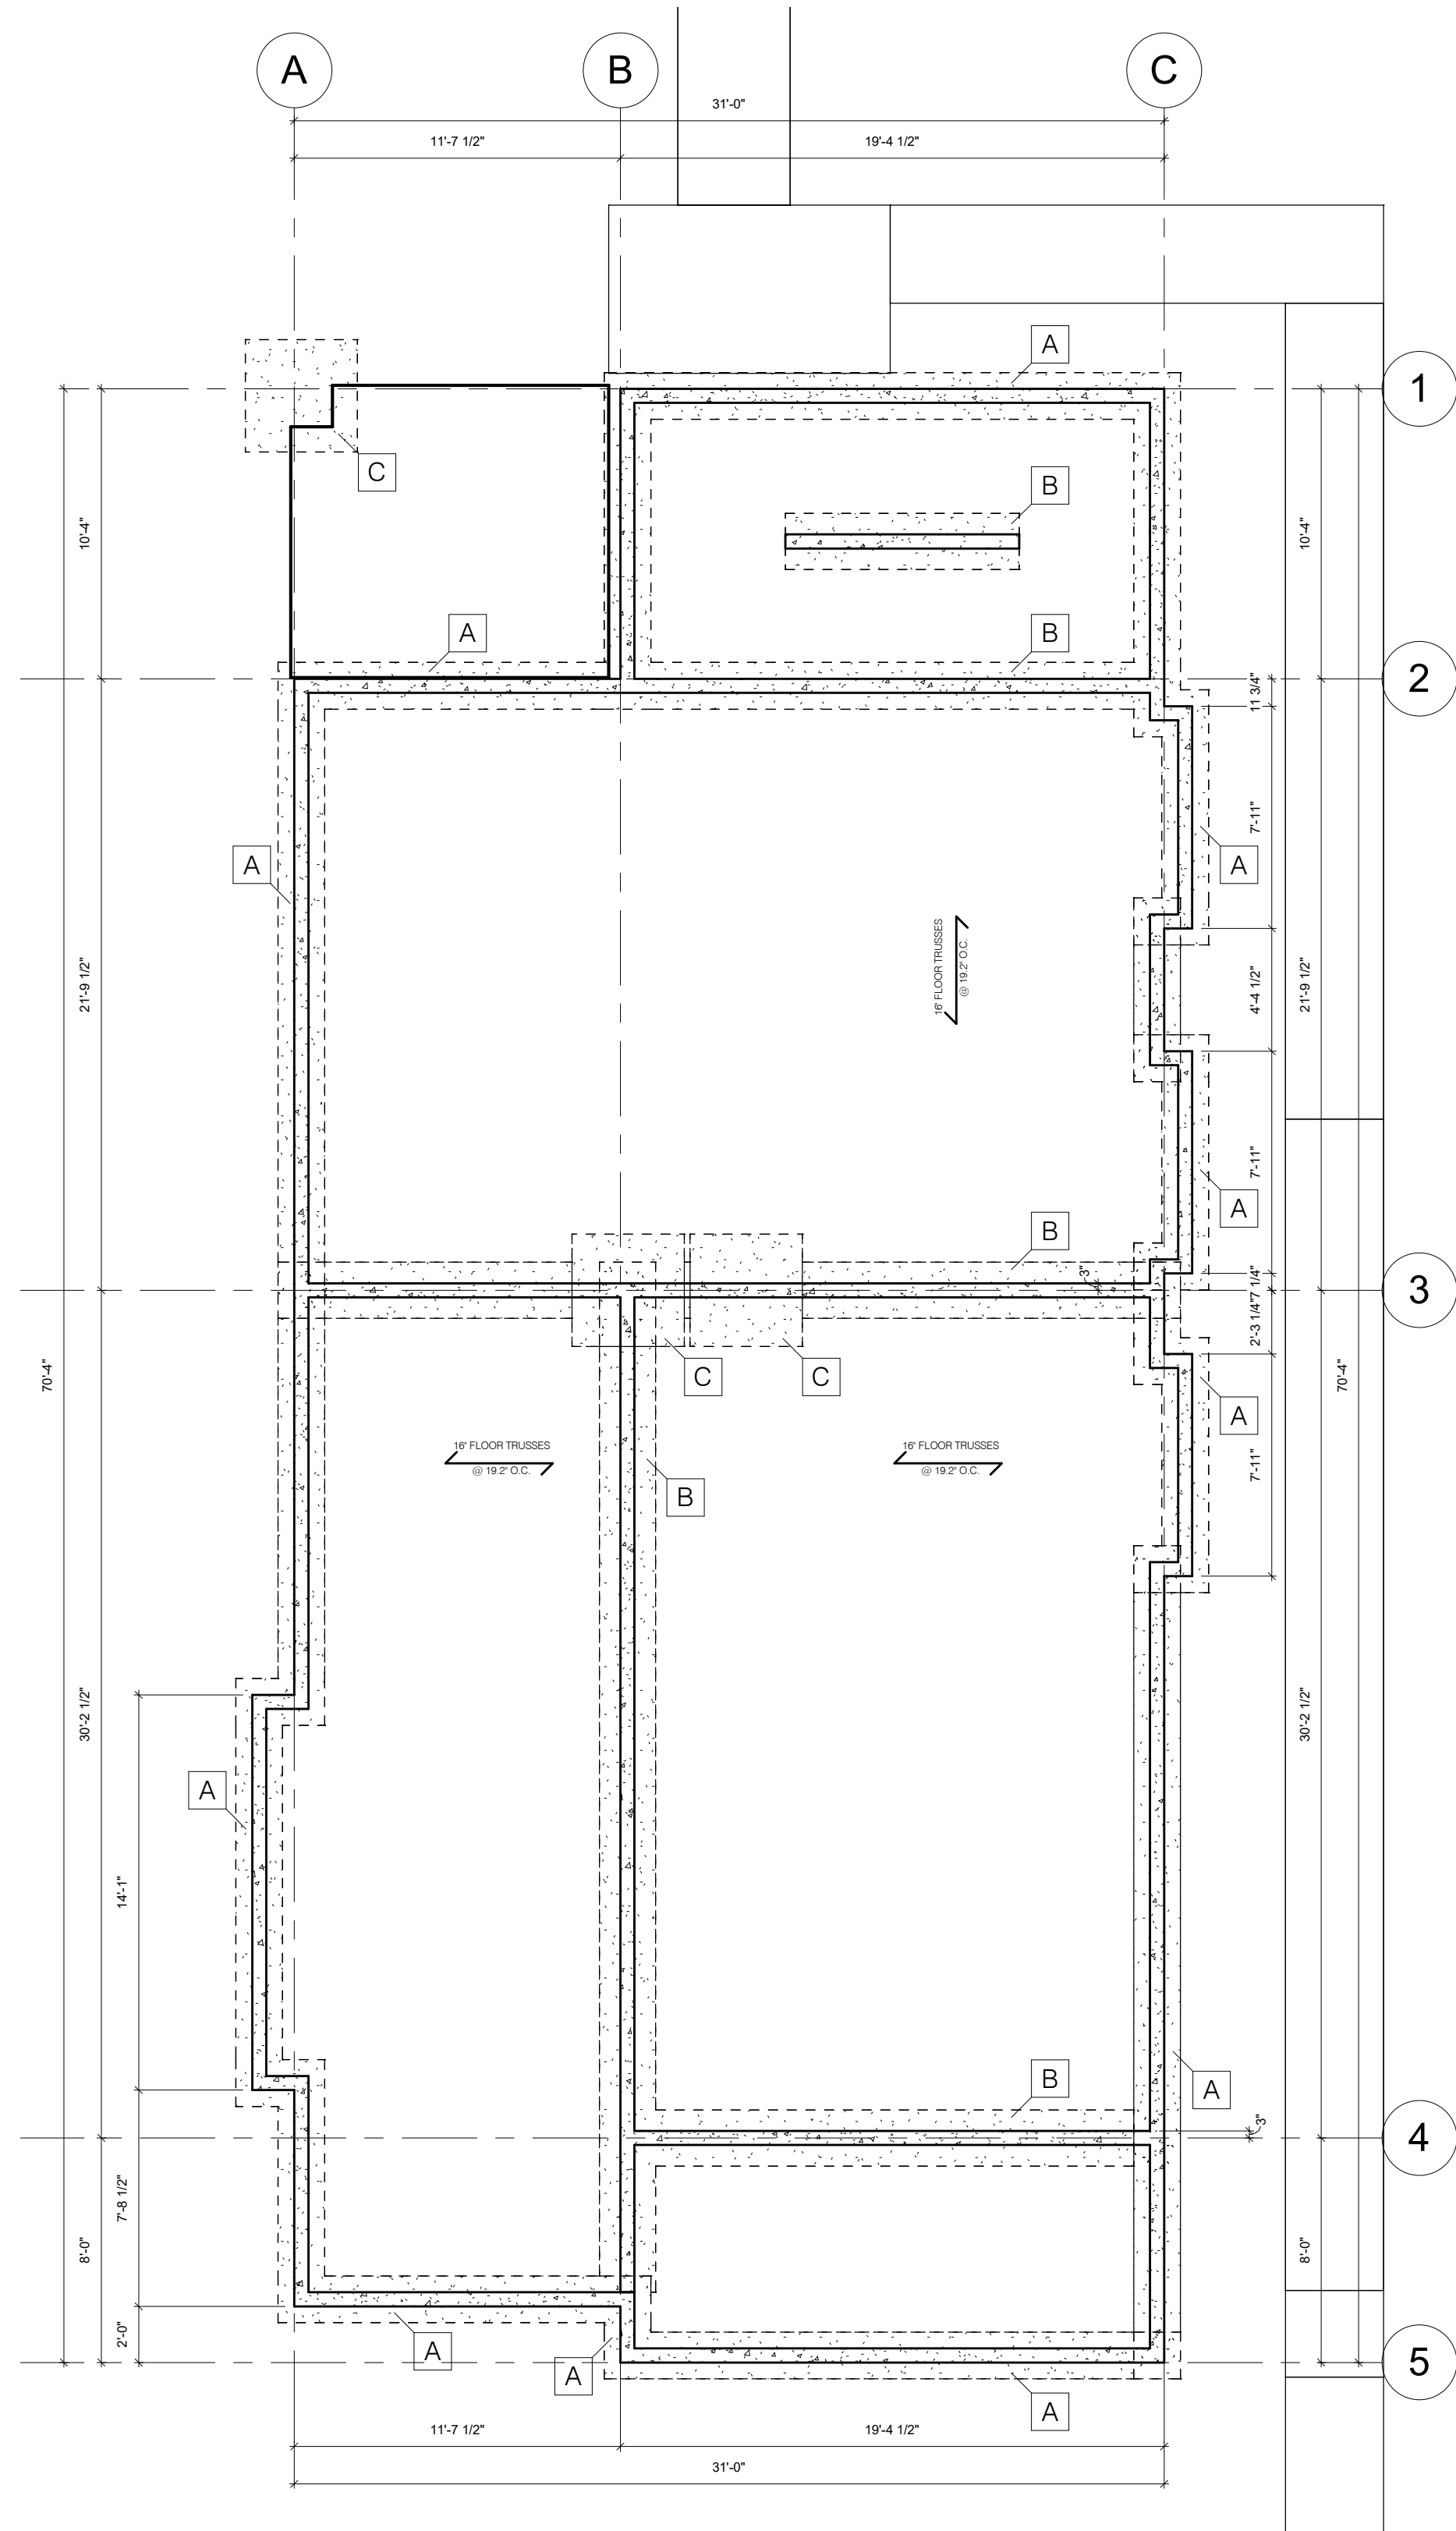 A
B
C
31'-0"
11'-7 1/2"
19'-4 1/2"
A
1
C
B
10'-4"
10'-4"
A
B
2
11 3/4"
7'-11"
A
A
21'-9 1/2"
16" FLOOR TRUSSES
@ 19.2" O.C.
4'-4 1/2"
21'-9 1/2"
7'-11"
A
B
3"
7 1/4"
3
2'-3 1/4"
70'-4"
C
C
70'-4"
A
16" FLOOR TRUSSES
@ 19.2" O.C.
16" FLOOR TRUSSES
@ 19.2" O.C.
7'-11"
B
30'-2 1/2"
30'-2 1/2"
A
14'-1"
B
A
3"
4
7'-8 1/2"
8'-0"
8'-0"
2'-0"
A
A
5
A
11'-7 1/2"
19'-4 1/2"
31'-0"